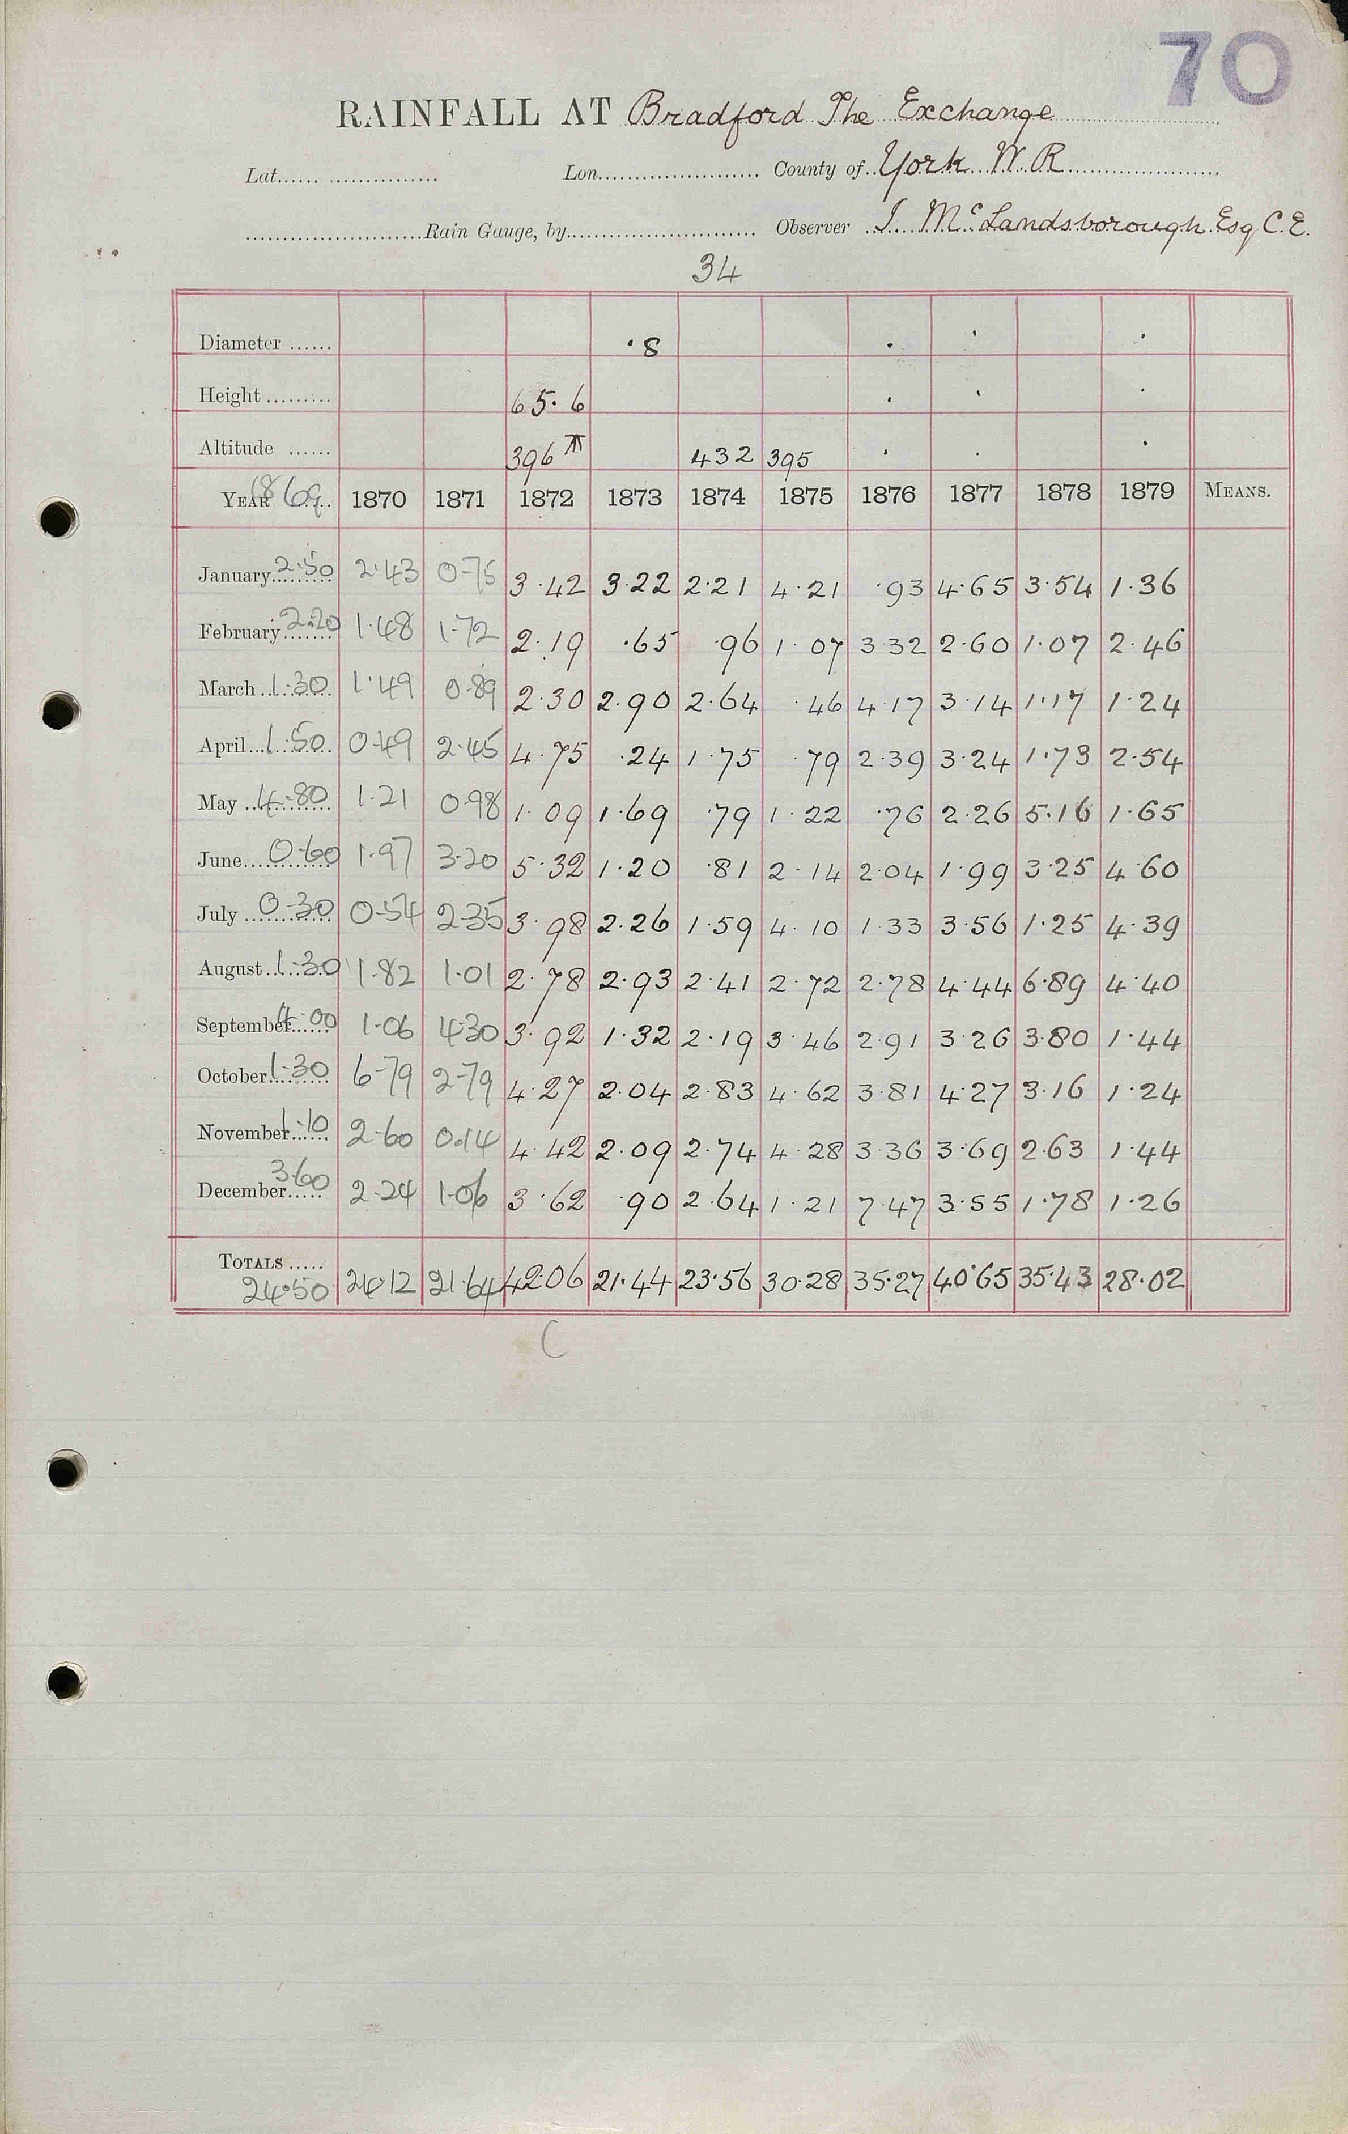 70
RAINFALL AT Bradford The Exchange
Lat. Lon. County of York W.R
Rain Gauge, by Observer J. McLandsborough Esq C.E.
34
Diameter ·8
Height 65·6
Altitude 396 432 395
YEAR 1869 1870 1871 1872 1873 1874 1875 1876 1877 1878 1879 MEANS.
January 2·50 2·43 0·75 3·42 3·22 2·21 4·21 ·93 4·65 3·54 1·36
February 2·20 1·48 1·72 2·19 ·65 ·96 1·07 3·32 2·60 1·07 2·46
March 1·30 1·49 0·89 2·30 2·90 2·64 ·46 4·17 3·14 1·17 1·24
April 1·50 0·49 2·45 4·75 ·24 1·75 ·79 2·39 3·24 1·73 2·54
May 4·80 1·21 0·98 1·09 1·69 ·79 1·22 ·76 2·26 5·16 1·65
June 0·60 1·97 3·20 5·32 1·20 ·81 2·14 2·04 1·99 3·25 4·60
July 0·30 0·54 2·35 3·98 2·26 1·59 4·10 1·33 3·56 1·25 4·39
August 1·30 1·82 1·01 2·78 2·93 2·41 2·72 2·78 4·44 6·89 4·40
September 4·00 1·06 4·30 3·92 1·32 2·19 3·46 2·91 3·26 3·80 1·44
October 1·30 6·79 2·79 4·27 2·04 2·83 4·62 3·81 4·27 3·16 1·24
November 1·10 2·60 0·14 4·42 2·09 2·74 4·28 3·36 3·69 2·63 1·44
December 3·60 2·24 1·06 3·62 ·90 2·64 1·21 7·47 3·55 1·78 1·26
TOTALS 24·50 24·12 21·64 42·06 21·44 23·56 30·28 35·27 40·65 35·43 28·02
C